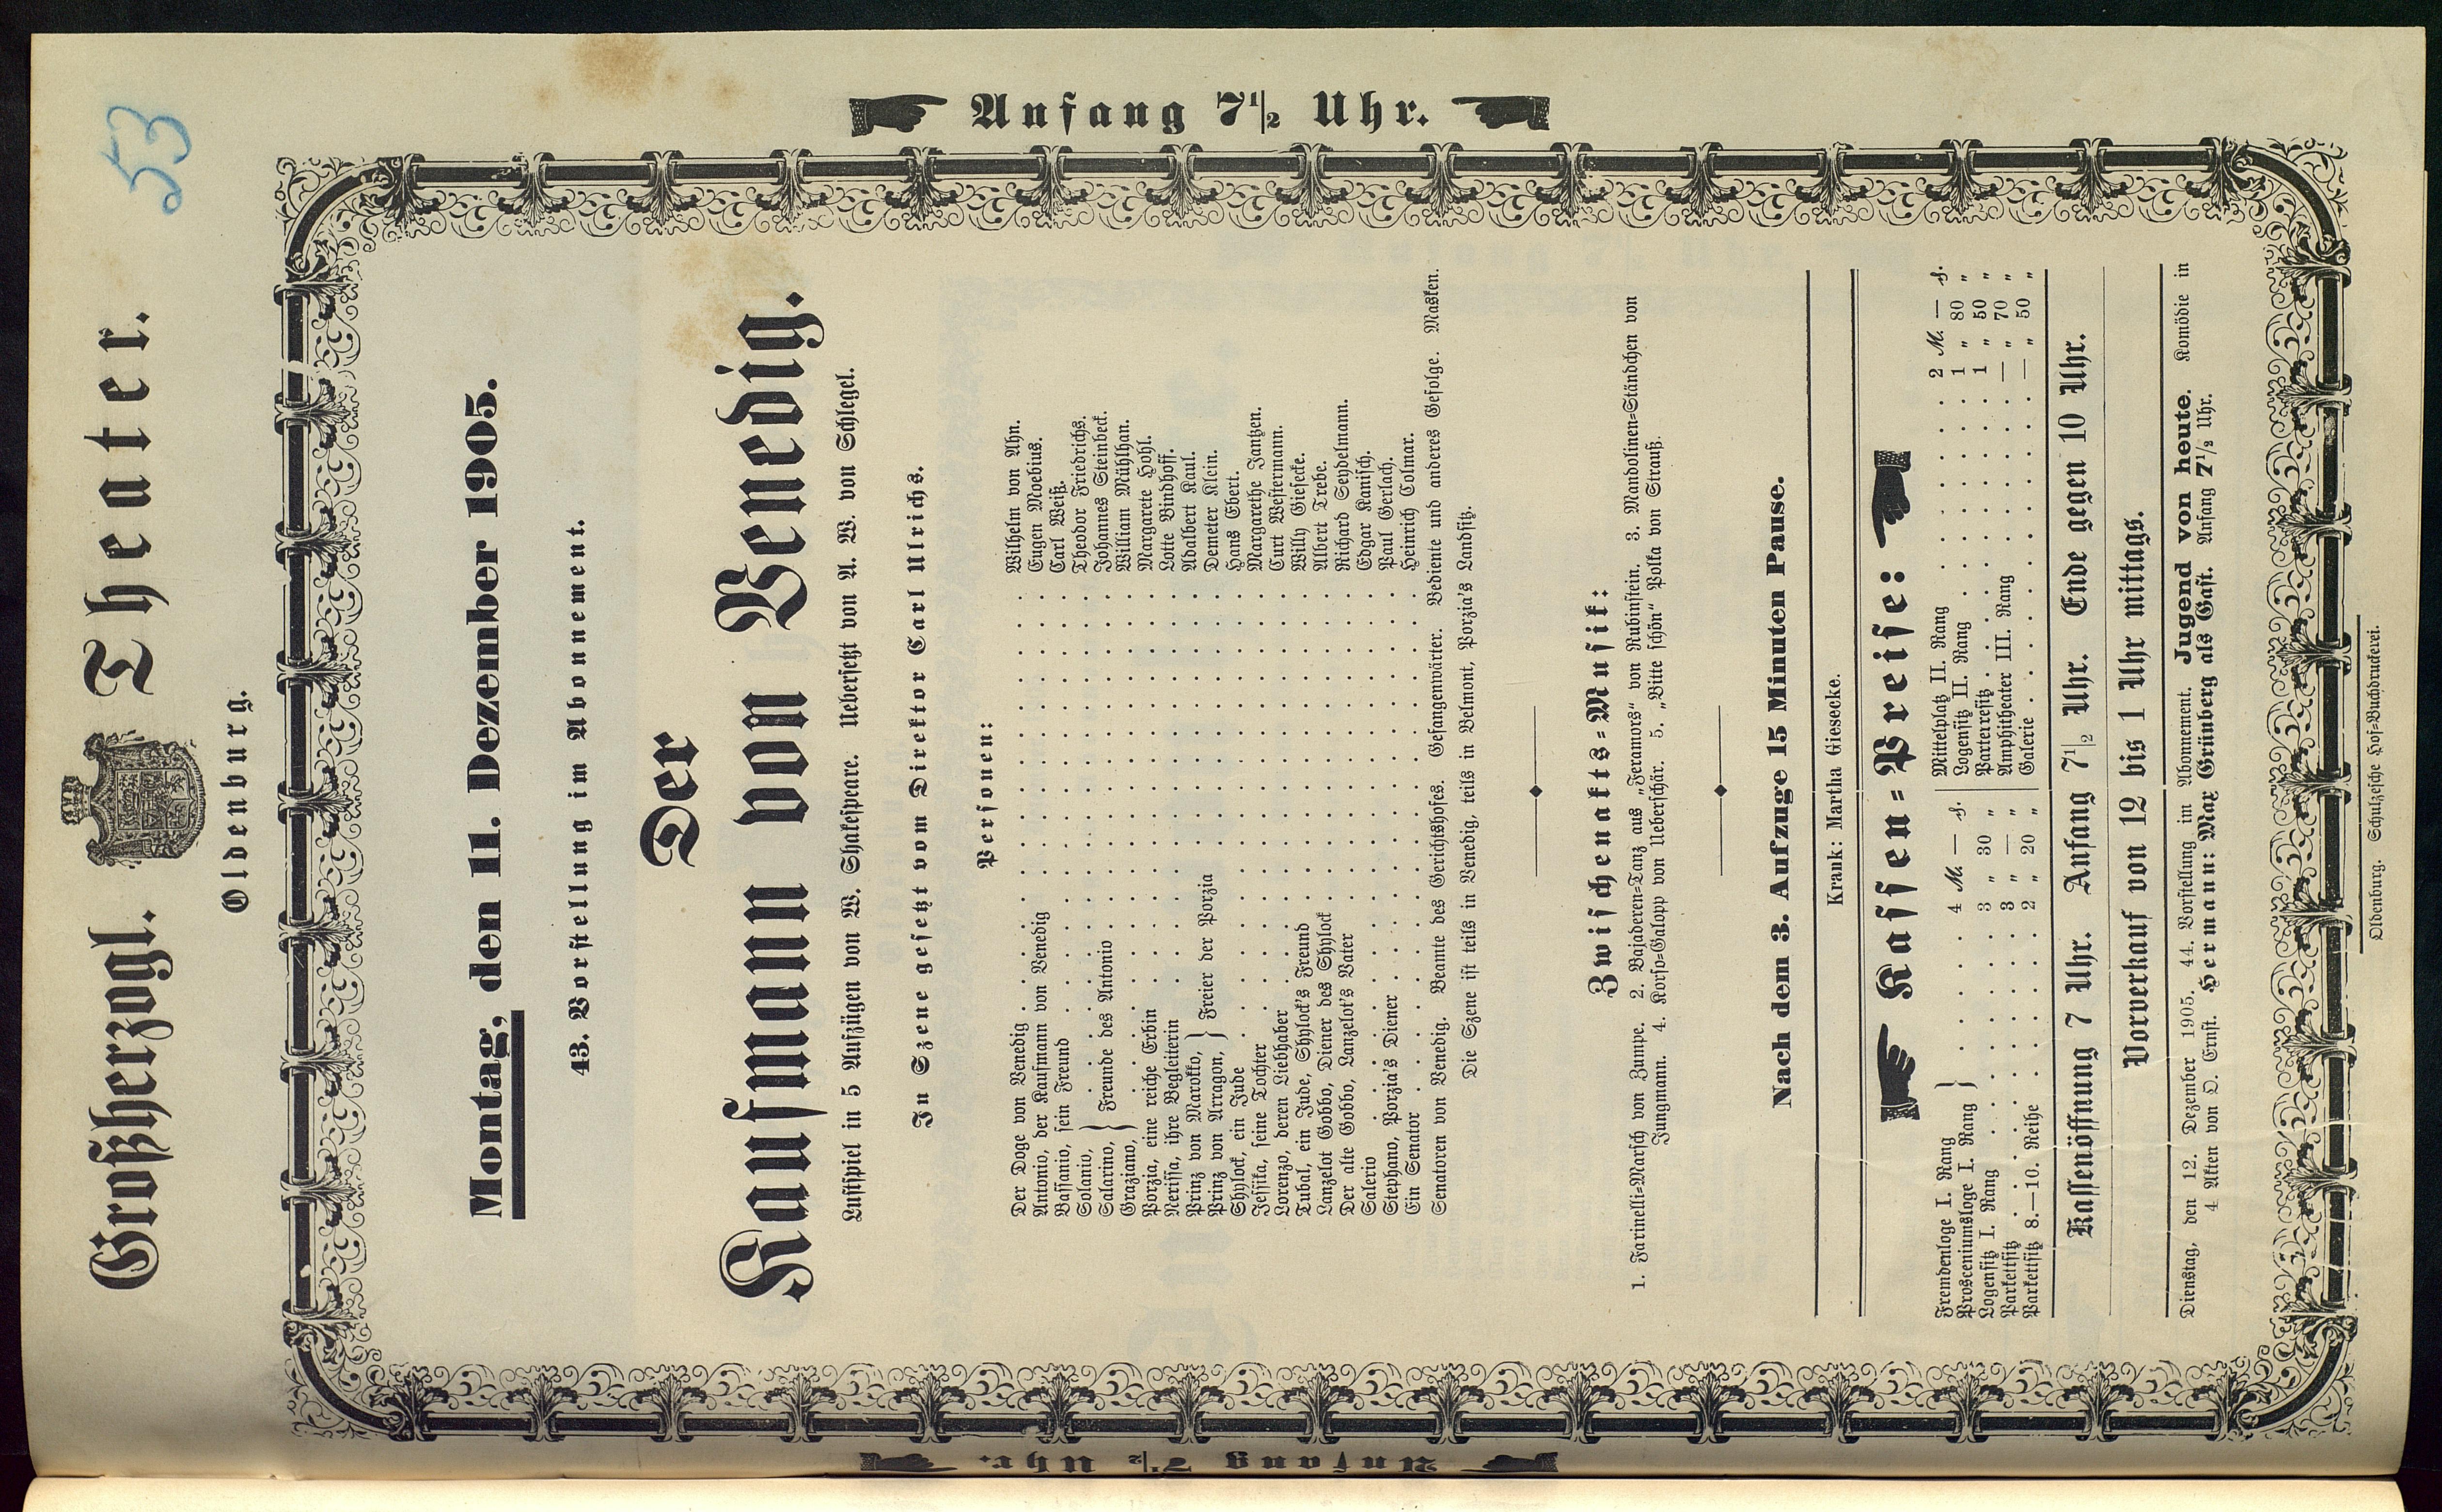 53
Großherzogl. Theater.
Oldenburg.
Anfang 7½ Uhr.
Anfang 7½ Uhr.
Montag, den 11. Dezember 1905.
43. Vorstellung im Abonnement.
Der
Kaufmann von Venedig.
Lustspiel in 5 Aufzügen von W. Shakespeare. Uebersetzt von A. W. von Schlegel.
In Szene gesetzt vom Direktor Carl Ulrichs.
Personen:
Der Doge von Venedig . . . Wilhelm von Ahn.
Antonio, der Kaufmann von Venedig . . . Eugen Moebius.
Bassanio, sein Freund . . . Carl Weiß.
Solanio, } . . . Theodor Friedrichs.
Salarino, } Freunde des Antonio . . . Johannes Steinbeck.
Graziano, } . . . William Mühlhan.
Porzia, eine reiche Erbin . . . Margarete Hohl.
Nerissa, ihre Begleiterin . . . Lotte Bindhoff.
Prinz von Marokko, } Freier der Porzia . . . Adalbert Kaul.
Prinz von Arragon, } . . . Demeter Klein.
Shylock, ein Jude . . . Hans Ebert.
Jessika, seine Tochter . . . Margarethe Jantzen.
Lorenzo, deren Liebhaber . . . Curt Westermann.
Tubal, ein Jude, Shylock's Freund . . . Willy Giesecke.
Lanzelot Gobbo, Diener des Shylock . . . Albert Trebe.
Der alte Gobbo, Lanzelot's Vater . . . Richard Seydelmann.
Salerio . . . Edgar Kanisch.
Stephano, Porzia's Diener . . . Paul Gerlach.
Ein Senator . . . Heinrich Colmar.
Senatoren von Venedig. Beamte des Gerichtshofes. Gefangenwärter. Bediente und anderes Gefolge. Masken.
Die Szene ist teils in Venedig, teils in Belmont, Porzia's Landsitz.
Zwischenakts-Musik:
1. Farinelli-Marsch von Zumpe. 2. Bajaderen-Tanz aus „Feramors“ von Rubinstein. 3. Mandolinen-Ständchen von
Jungmann. 4. Korso-Galopp von Ueberschär. 5. „Bitte schön“ Polka von Strauß.
Nach dem 3. Aufzuge 15 Minuten Pause.
Krank: Martha Gieseeke.
Kassen-Preise:
Fremdenloge I. Rang } . . . 4 M. — ₰.
Prosceniumsloge I. Rang }
Logensitz I. Rang . . . 3 „ 30 „
Parkettsitz . . . 3 „ — „
Parkettsitz 8.—10. Reihe . . . 2 „ 20 „
Mittelplatz II. Rang . . . 2 M. — ₰.
Logensitz II. Rang . . . 1 „ 80 „
Parterresitz . . . 1 „ 50 „
Amphitheater III. Rang . . . — „ 70 „
Galerie . . . — „ 50 „
Kassenöffnung 7 Uhr. Anfang 7½ Uhr. Ende gegen 10 Uhr.
Vorverkauf von 12 bis 1 Uhr mittags.
Dienstag, den 12. Dezember 1905. 44. Vorstellung im Abonnement. Jugend von heute. Komödie in
4 Akten von O. Ernst. Hermann: Max Grünberg als Gast. Anfang 7½ Uhr.
Oldenburg. Schulzesche Hof-Buchdruckerei.